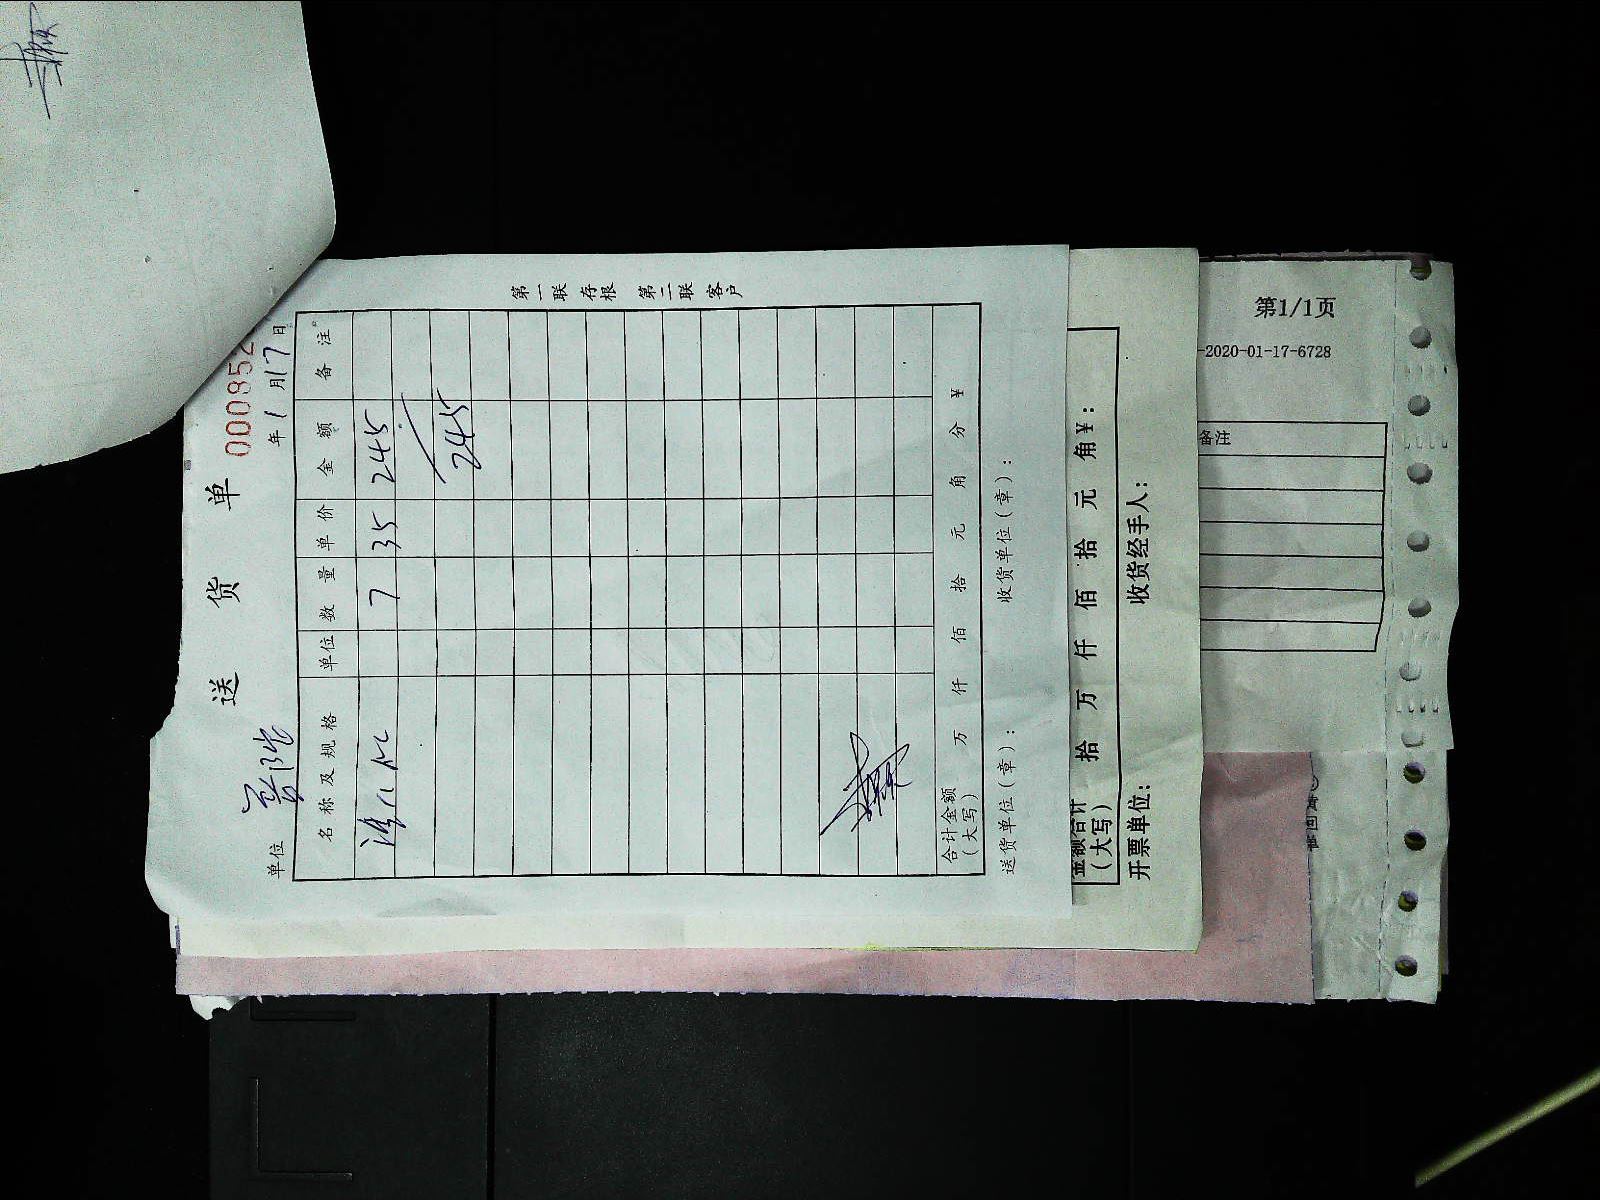 送货单
000852
单位
年1月17日
名称及规格 单位 数量 单价 金额 备注
7 35 245
245
合计金额(大写) 万 仟 佰 拾 元 角 分 ¥
送货单位(章): 收货单位(章):
第一联 存根 第二联 客户
金额合计(大写) 拾 万 仟 佰 拾 元 角 ¥:
开票单位: 收货经手人:
第1/1页
-2020-01-17-6728
备注